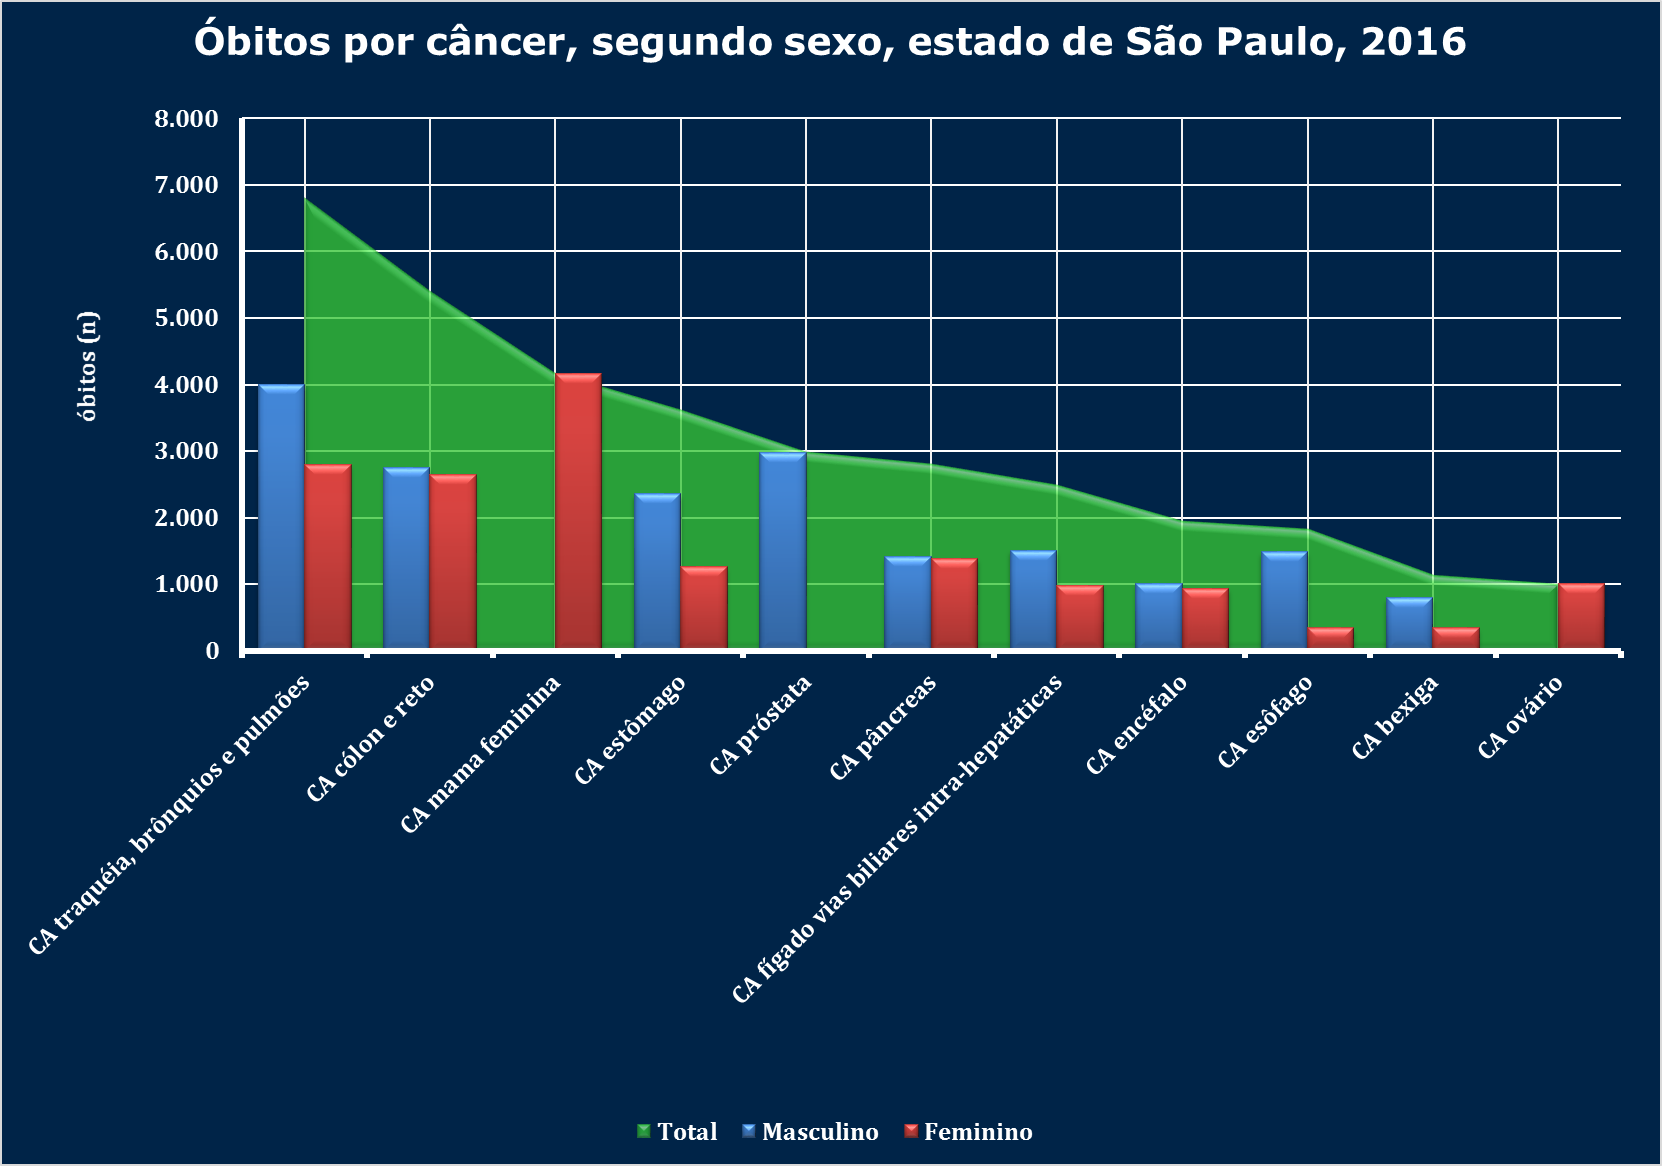 Óbitos por câncer, segundo sexo, estado de São Paulo, 2016
8.000
7.000
6.000
5.000
4.000
3.000
2.000
1.000
0
óbitos (n)
CA traquéia, brônquios e pulmões
CA cólon e reto
CA mama feminina
CA estômago
CA próstata
CA pâncreas
CA fígado vias biliares intra-hepatáticas
CA encéfalo
CA esôfago
CA bexiga
CA ovário
Total Masculino Feminino